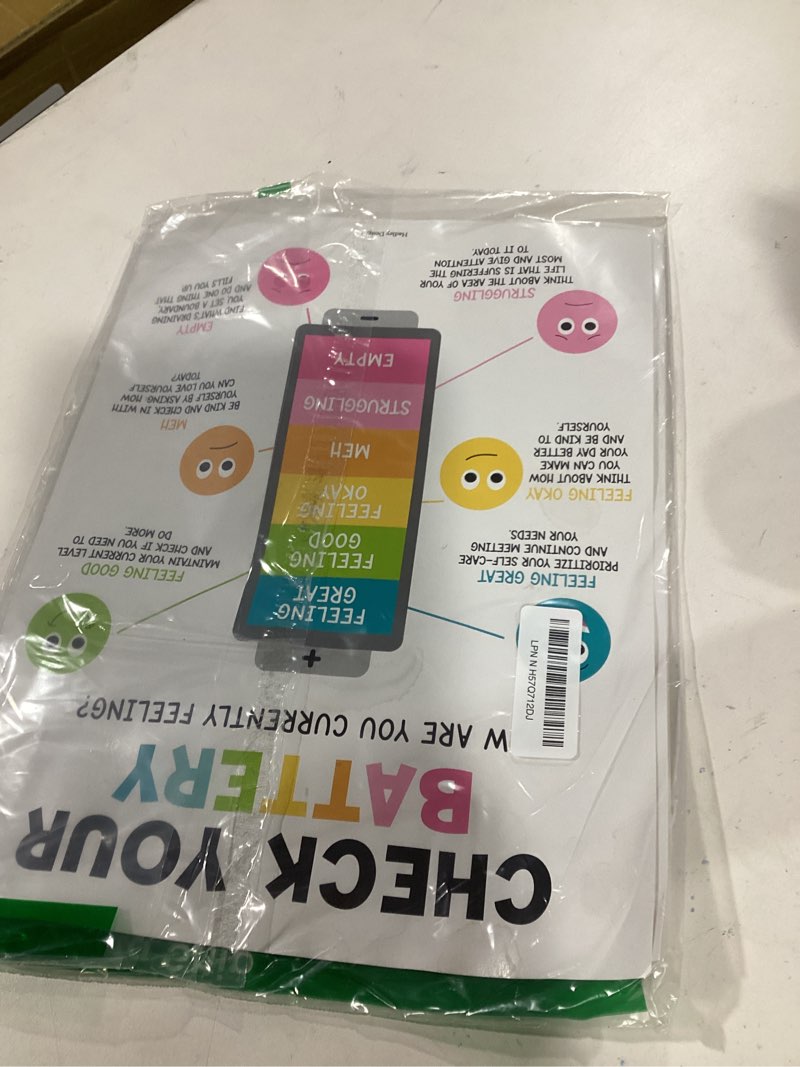 CHECK YOUR
BATTERY
W ARE YOU CURRENTLY FEELING?
FEELING GREAT
PRIORITIZE YOUR SELF-CARE
AND CONTINUE MEETING
YOUR NEEDS.
FEELING GOOD
MAINTAIN YOUR CURRENT LEVEL
AND CHECK IF YOU NEED TO
DO MORE
FEELING OKAY
THINK ABOUT HOW
YOU CAN MAKE
YOUR DAY BETTER
AND BE KIND TO
YOURSELF.
MEH
BE KIND AND CHECK IN WITH
YOURSELF BY ASKING: HOW
CAN YOU LOVE YOURSELF
TODAY?
STRUGGLING
THINK ABOUT THE AREA OF YOUR
LIFE THAT IS SUFFERING THE
MOST AND GIVE ATTENTION
TO IT TODAY.
EMPTY
FIND WHAT'S DRAINING
YOU, SET A BOUNDARY,
AND DO ONE THING THAT
FILLS YOU UP
+
FEELING
GREAT
FEELING
GOOD
FEELING
OKAY
MEH
STRUGGLING
EMPTY
-
Hadley
LPN N H57Q712DJ